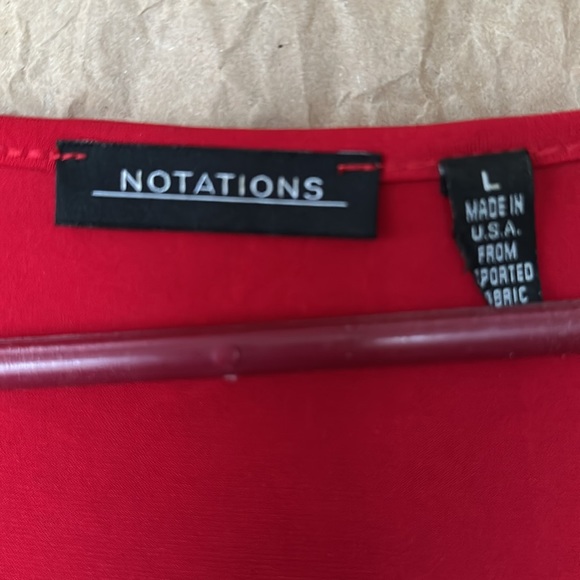 NOTATIONS
L
MADE IN
U.S.A.
FROM